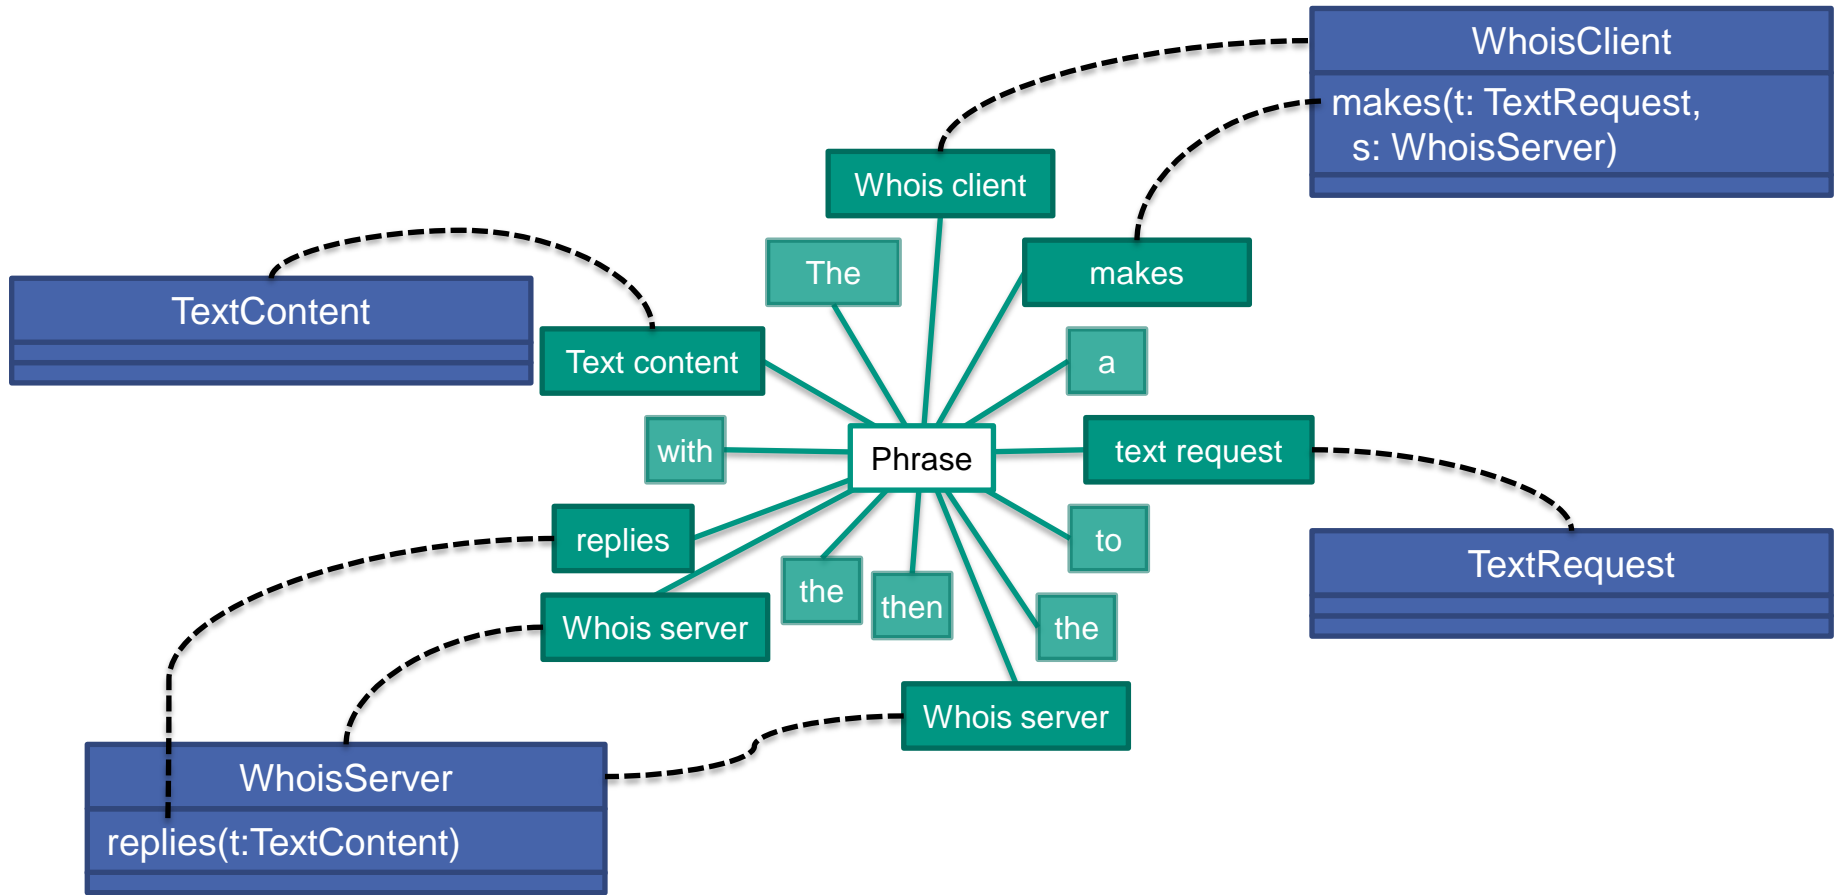 WhoisClient
makes(t: TextRequest,
s: WhoisServer)
Whois client
The
makes
TextContent
Text content
a
with
Phrase
text request
replies
to
TextRequest
the
then
the
Whois server
Whois server
WhoisServer
replies(t:TextContent)